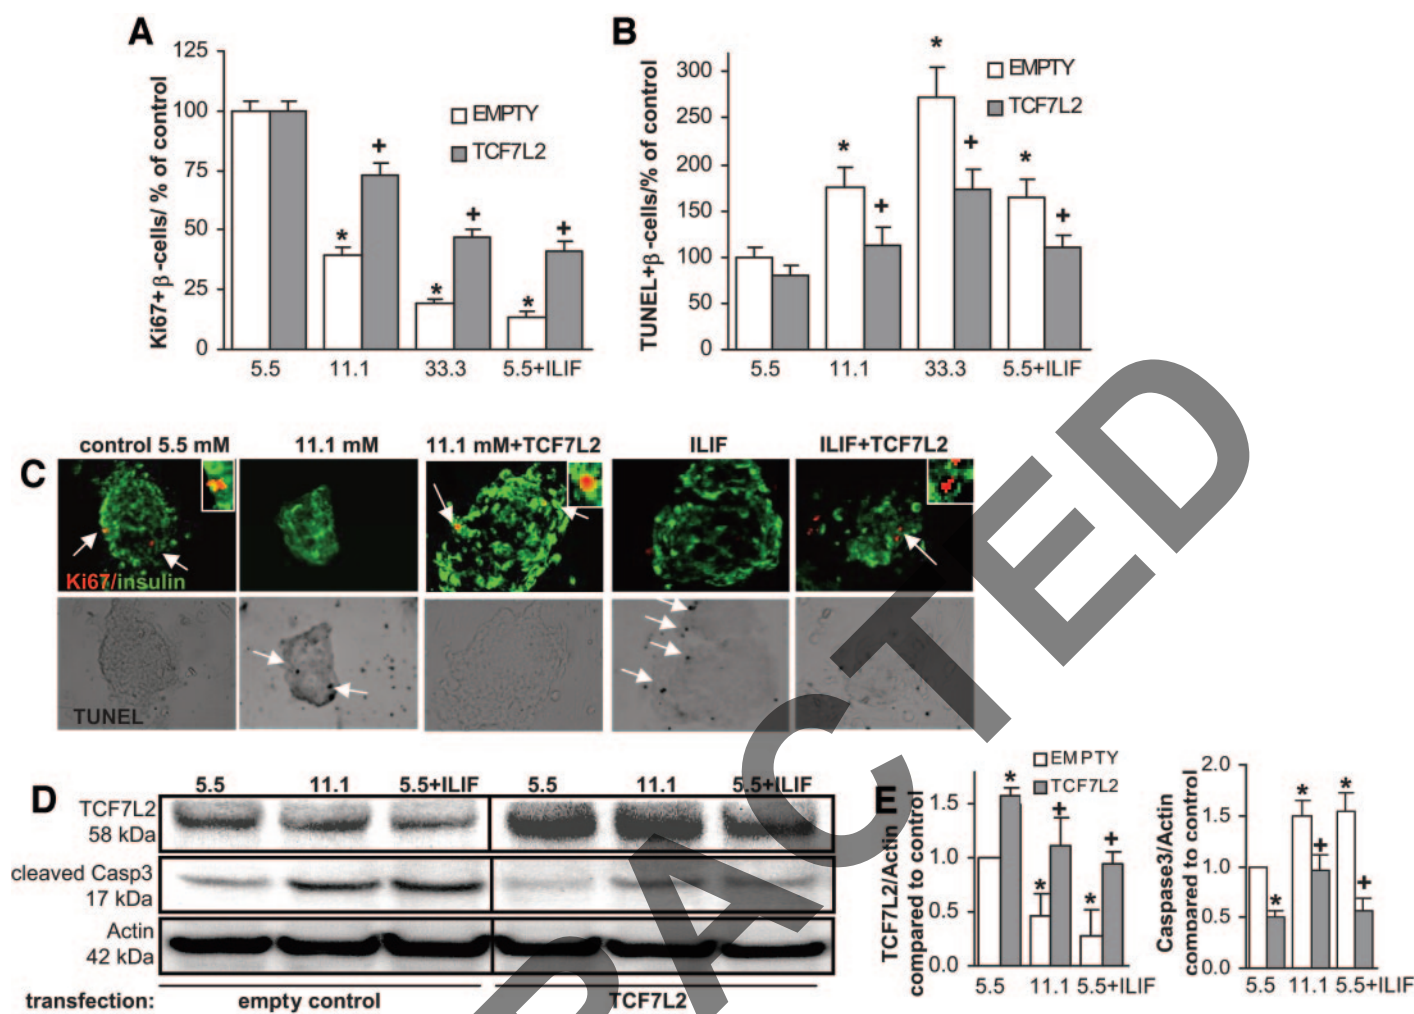 A
125
100
75
50
25
0
Ki67+ β -cells/ % of control
EMPTY
TCF7L2
*
+
*
+
*
+
5.5
11.1
33.3
5.5+ILIF
B
300
250
200
150
100
50
0
TUNEL+β -cells/% of control
EMPTY
TCF7L2
*
+
*
+
*
+
5.5
11.1
33.3
5.5+ILIF
C
control 5.5 mM
11.1 mM
11.1 mM+TCF7L2
ILIF
ILIF+TCF7L2
Ki67/insulin
TUNEL
D
5.5
11.1
5.5+ILIF
5.5
11.1
5.5+ILIF
TCF7L2
58 kDa
cleaved Casp3
17 kDa
Actin
42 kDa
transfection:
empty control
TCF7L2
E
EMPTY
TCF7L2
TCF7L2/Actin
compared to control
1.5
1.0
0.5
0.0
*
*
+
*
+
5.5
11.1
5.5+ILIF
Caspase3/Actin
compared to control
2.0
1.5
1.0
0.5
0.0
*
*
+
*
+
5.5
11.1
5.5+ILIF
PACTED